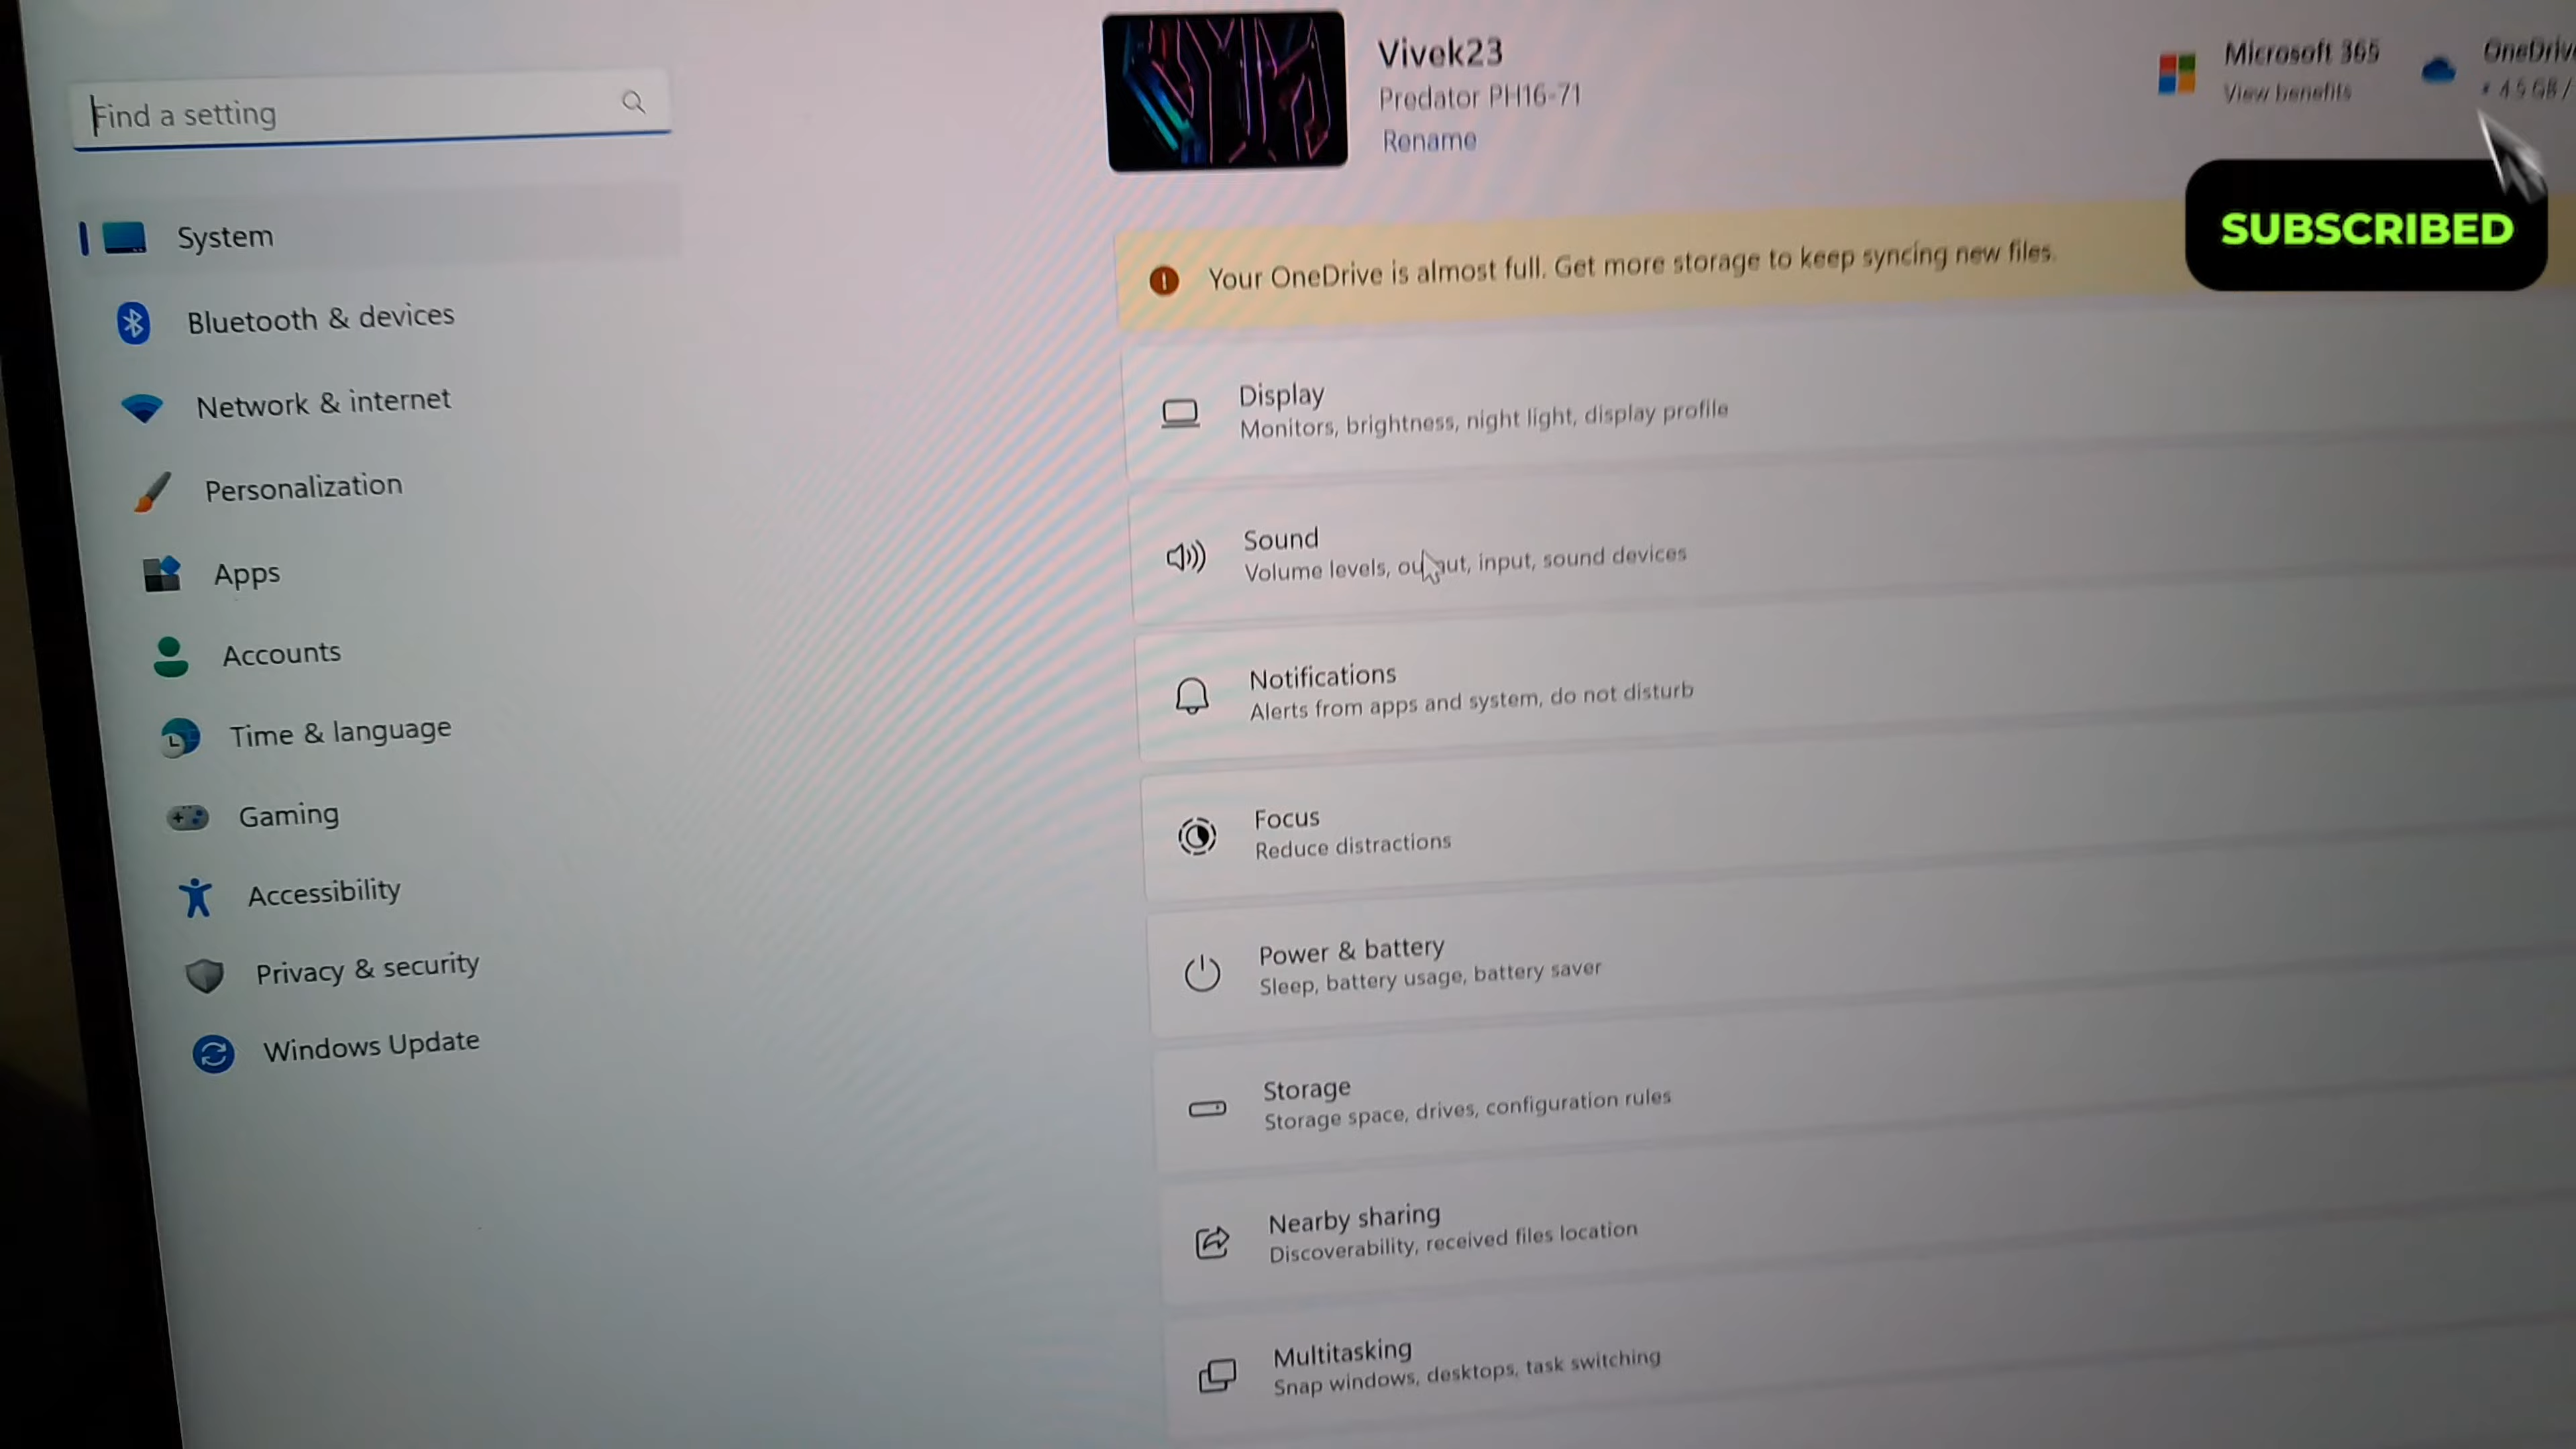 Find a setting
System
Bluetooth & devices
Network & internet
Personalization
Apps
Accounts
Time & language
Gaming
Accessibility
Privacy & security
Windows Update
Vivek23
Predator PH16-71
Rename
Microsoft 365
View benefits
SUBSCRIBED
Your OneDrive is almost full. Get more storage to keep syncing new files.
Display
Monitors, brightness, night light, display profile
Sound
Volume levels, output, input, sound devices
Notifications
Alerts from apps and system, do not disturb
Focus
Reduce distractions
Power & battery
Sleep, battery usage, battery saver
Storage
Storage space, drives, configuration rules
Nearby sharing
Discoverability, received files location
Multitasking
Snap windows, desktops, task switching